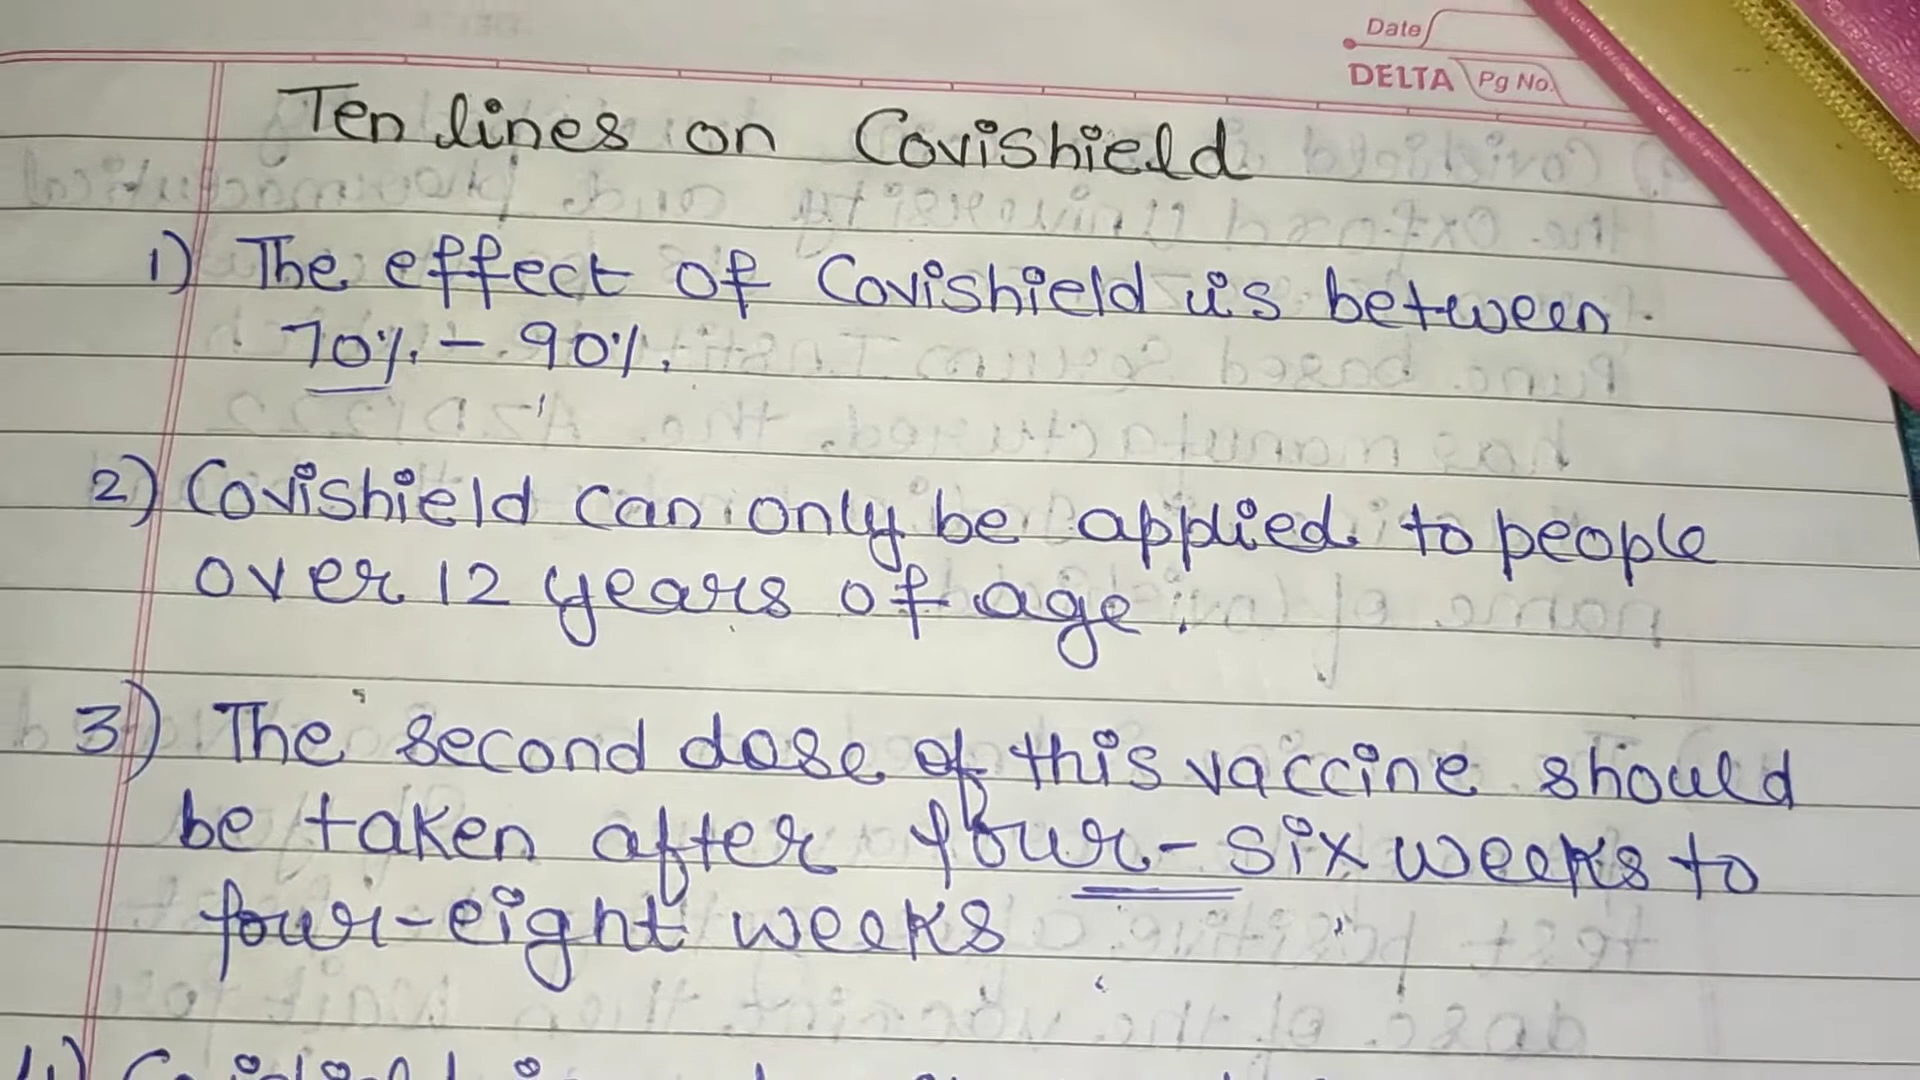 Date
DELTA Pg No.
Ten lines on Covishield
1) The effect of Covishield is between
70% - 90%.
2) Covishield can only be applied to people
over 12 years of age.
3) The second dose of this vaccine should
be taken after four-six weeks to
four-eight weeks
4)